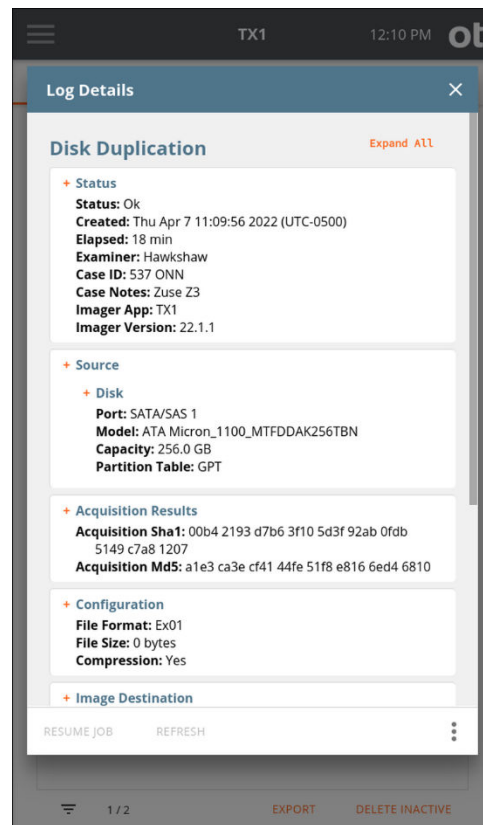 TX1 12:10 PM ot
Log Details
Disk Duplication Expand All
+ Status
Status: Ok
Created: Thu Apr 7 11:09:56 2022 (UTC-0500)
Elapsed: 18 min
Examiner: Hawkshaw
Case ID: 537 ONN
Case Notes: Zuse Z3
Imager App: TX1
Imager Version: 22.1.1
+ Source
+ Disk
Port: SATA/SAS 1
Model: ATA Micron_1100_MTFDDAK256TBN
Capacity: 256.0 GB
Partition Table: GPT
+ Acquisition Results
Acquisition Sha1: 00b4 2193 d7b6 3f10 5d3f 92ab 0fdb
5149 c7a8 1207
Acquisition Md5: a1e3 ca3e cf41 44fe 51f8 e816 6ed4 6810
+ Configuration
File Format: Ex01
File Size: 0 bytes
Compression: Yes
+ Image Destination
RESUME JOB REFRESH
1 / 2 EXPORT DELETE INACTIVE